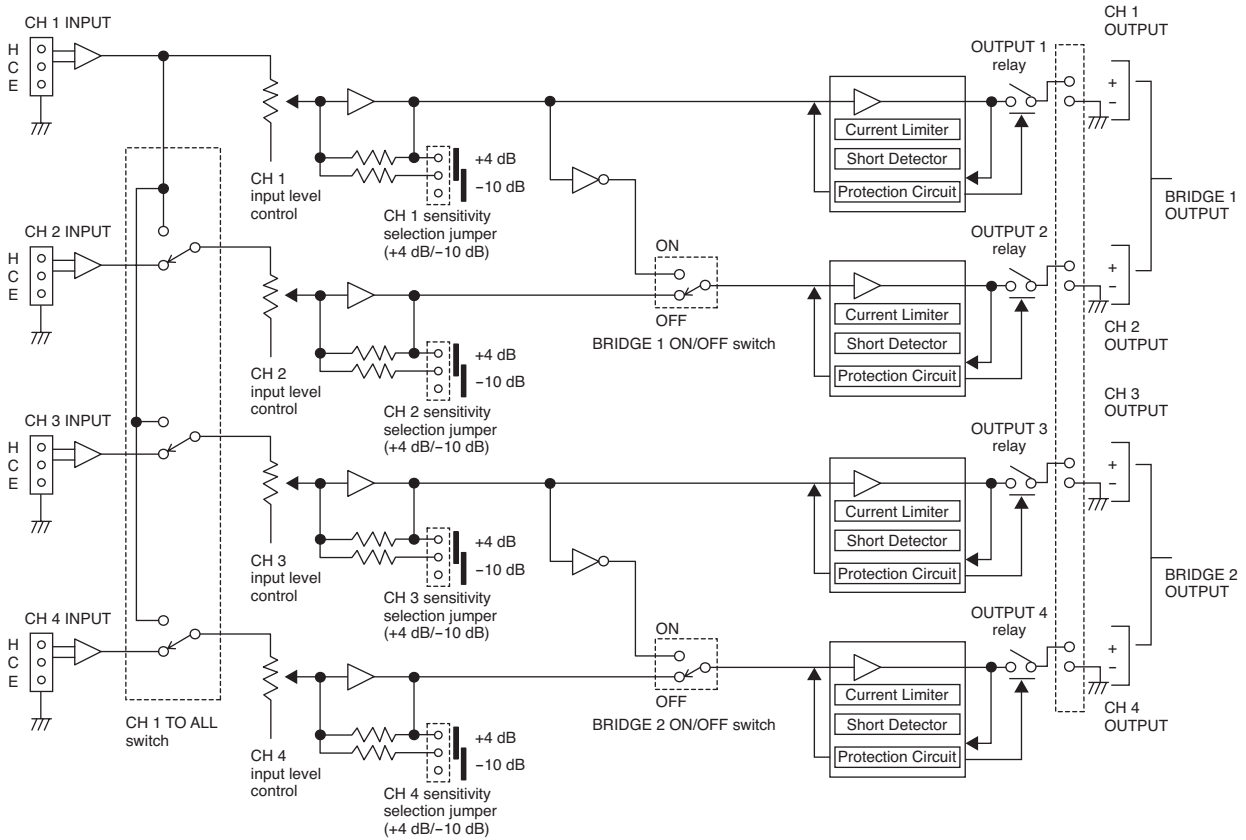 CH 1 INPUT
H
C
E
CH 1
input level
control
+4 dB
−10 dB
CH 1 sensitivity
selection jumper
(+4 dB/−10 dB)
Current Limiter
Short Detector
Protection Circuit
OUTPUT 1
relay
CH 1
OUTPUT
+
−
BRIDGE 1
OUTPUT
CH 2 INPUT
H
C
E
CH 2
input level
control
+4 dB
−10 dB
CH 2 sensitivity
selection jumper
(+4 dB/−10 dB)
ON
OFF
BRIDGE 1 ON/OFF switch
Current Limiter
Short Detector
Protection Circuit
OUTPUT 2
relay
+
−
CH 2
OUTPUT
CH 3 INPUT
H
C
E
CH 3
input level
control
+4 dB
−10 dB
CH 3 sensitivity
selection jumper
(+4 dB/−10 dB)
Current Limiter
Short Detector
Protection Circuit
OUTPUT 3
relay
CH 3
OUTPUT
+
−
BRIDGE 2
OUTPUT
CH 4 INPUT
H
C
E
CH 1 TO ALL
switch
CH 4
input level
control
+4 dB
−10 dB
CH 4 sensitivity
selection jumper
(+4 dB/−10 dB)
ON
OFF
BRIDGE 2 ON/OFF switch
Current Limiter
Short Detector
Protection Circuit
OUTPUT 4
relay
+
−
CH 4
OUTPUT